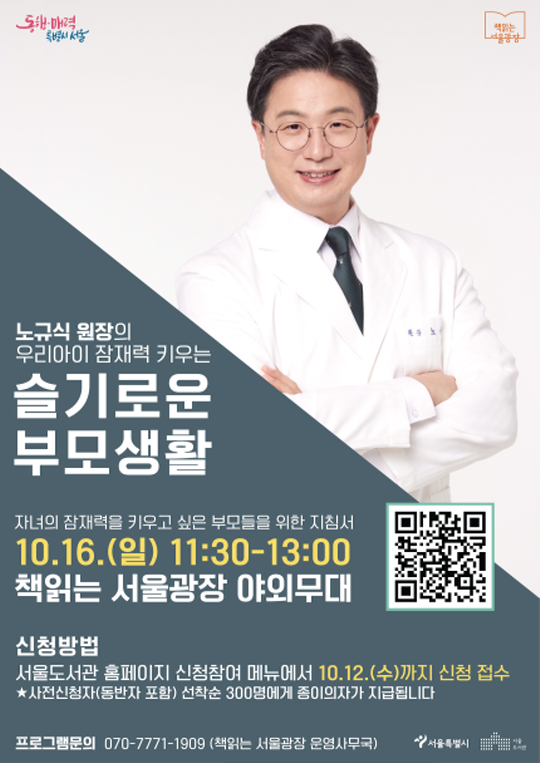 동행·매력
특별시 서울
책읽는
서울광장
노규식 원장의
우리아이 잠재력 키우는
슬기로운
부모생활
자녀의 잠재력을 키우고 싶은 부모들을 위한 지침서
10.16.(일) 11:30-13:00
책읽는 서울광장 야외무대
신청방법
서울도서관 홈페이지 신청참여 메뉴에서 10.12.(수)까지 신청 접수
★사전신청자(동반자 포함) 선착순 300명에게 종이의자가 지급됩니다
프로그램문의 070-7771-1909 (책읽는 서울광장 운영사무국)
서울특별시
서울
도서관